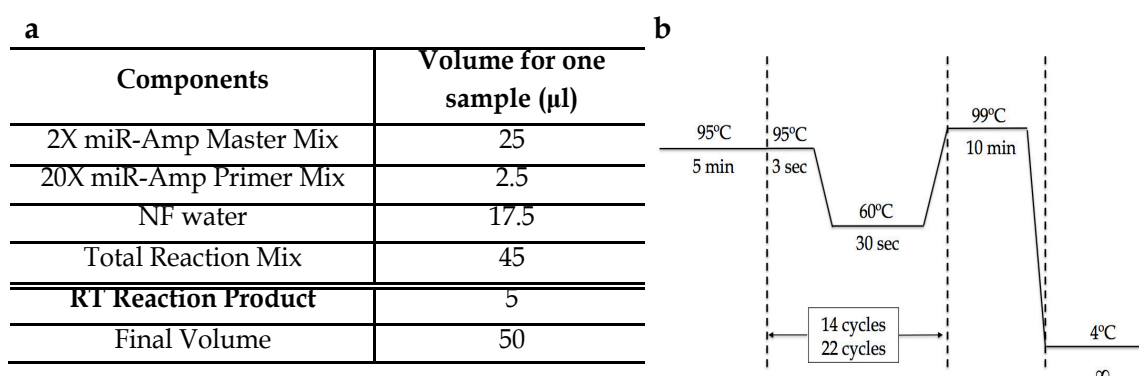 a
Components
Volume for one
sample (µl)
2X miR-Amp Master Mix 25
20X miR-Amp Primer Mix 2.5
NF water 17.5
Total Reaction Mix 45
RT Reaction Product 5
Final Volume 50
b
95ºC
5 min
95ºC
3 sec
60ºC
30 sec
99ºC
10 min
14 cycles
22 cycles
4ºC
∞